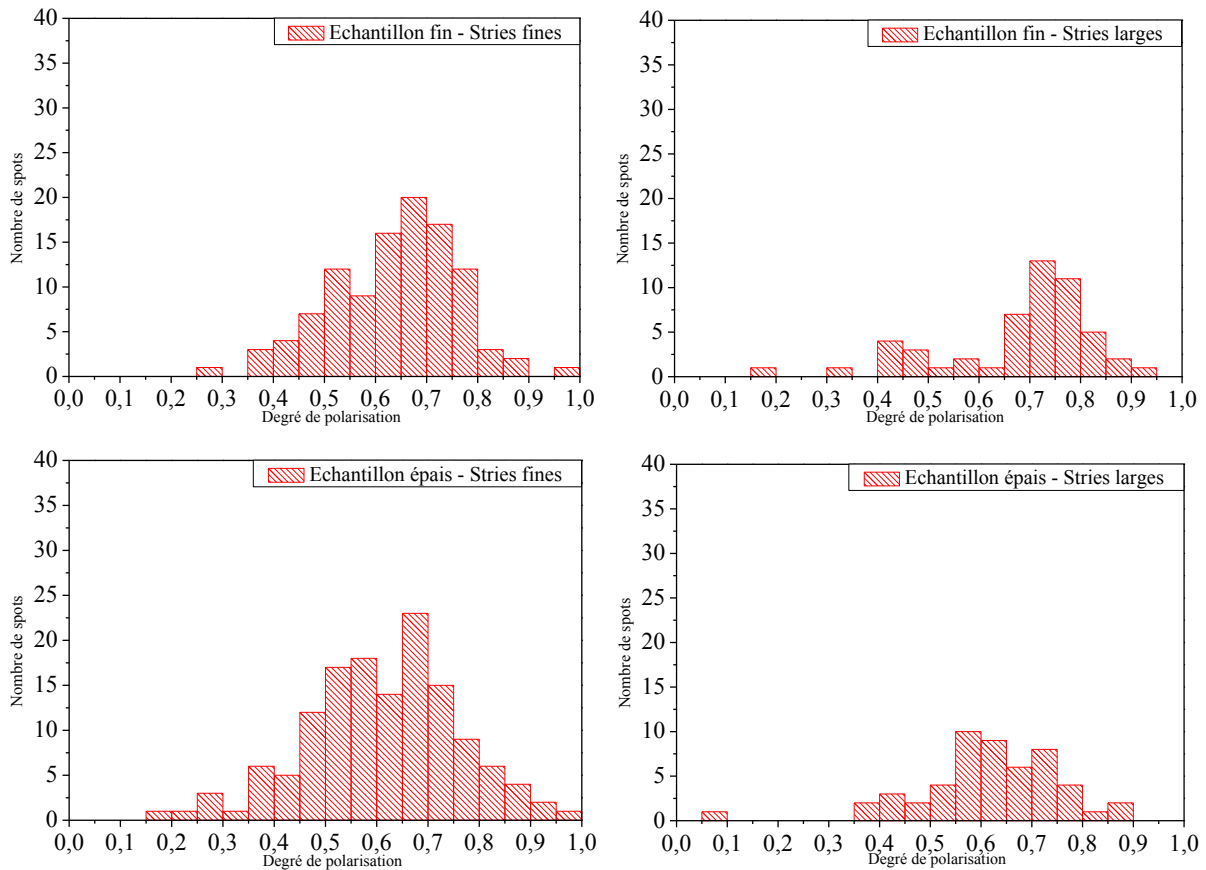 Echantillon fin - Stries fines
40
35
30
25
20
15
10
5
0
Nombre de spots
0,0 0,1 0,2 0,3 0,4 0,5 0,6 0,7 0,8 0,9 1,0
Degré de polarisation
Echantillon fin - Stries larges
40
35
30
25
20
15
10
5
0
Nombre de spots
0,0 0,1 0,2 0,3 0,4 0,5 0,6 0,7 0,8 0,9 1,0
Degré de polarisation
Echantillon épais - Stries fines
40
35
30
25
20
15
10
5
0
Nombre de spots
0,0 0,1 0,2 0,3 0,4 0,5 0,6 0,7 0,8 0,9 1,0
Degré de polarisation
Echantillon épais - Stries larges
40
35
30
25
20
15
10
5
0
Nombre de spots
0,0 0,1 0,2 0,3 0,4 0,5 0,6 0,7 0,8 0,9 1,0
Degré de polarisation